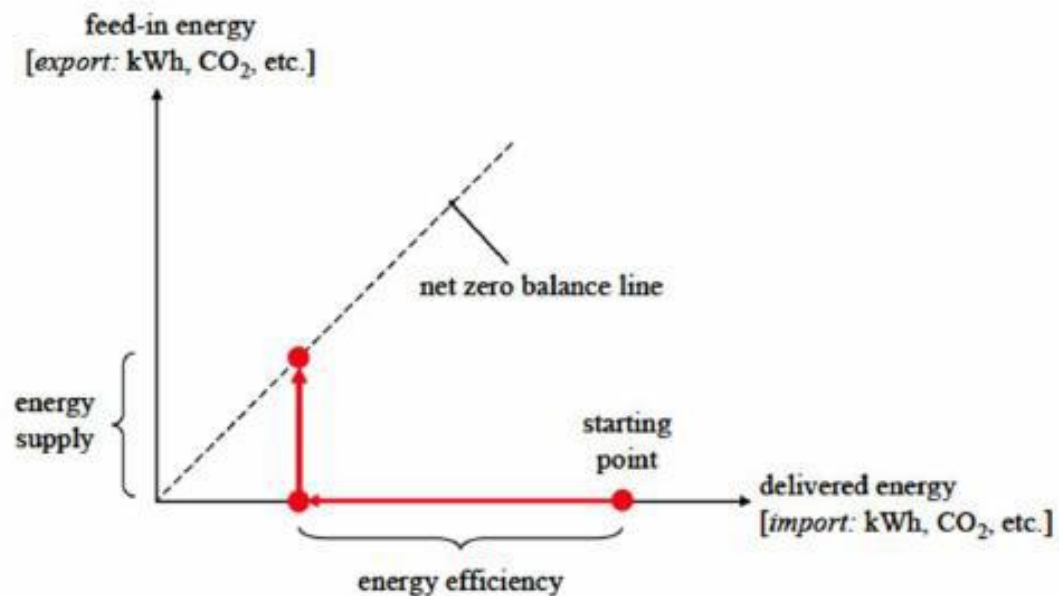 feed-in energy
[export: kWh, CO₂, etc.]
net zero balance line
energy
supply
starting
point
delivered energy
[import: kWh, CO₂, etc.]
energy efficiency